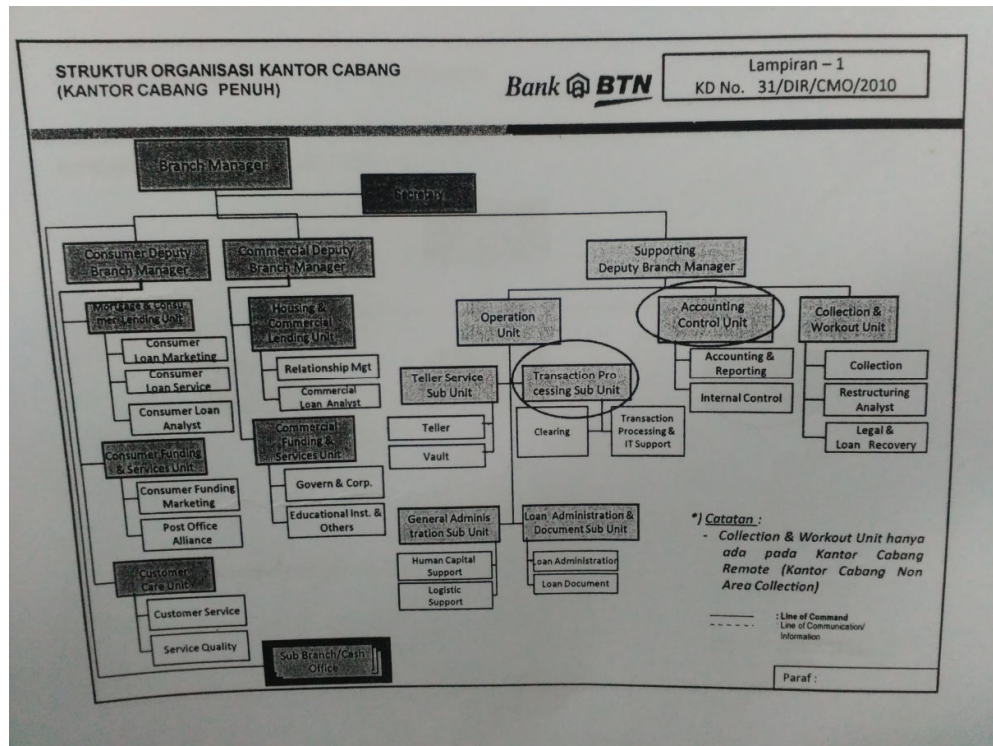 STRUKTUR ORGANISASI KANTOR CABANG
(KANTOR CABANG PENUH)
Bank BTN
Lampiran – 1
KD No. 31/DIR/CMO/2010
Branch Manager
Secretary
Consumer Deputy
Branch Manager
Commercial Deputy
Branch Manager
Supporting
Deputy Branch Manager
Mortgage & Consu
mer Lending Unit
Consumer
Loan Marketing
Consumer
Loan Service
Consumer Loan
Analyst
Consumer Funding
& Services Unit
Consumer Funding
Marketing
Post Office
Alliance
Customer
Care Unit
Customer Service
Service Quality
Sub Branch/Cash
Office
Housing &
Commercial
Lending Unit
Relationship Mgt
Commercial
Loan Analyst
Commercial
Funding &
Services Unit
Govern & Corp.
Educational Inst. &
Others
Operation
Unit
Teller Service
Sub Unit
Teller
Vault
Transaction Pro
cessing Sub Unit
Clearing
Transaction
Processing &
IT Support
General Adminis
tration Sub Unit
Human Capital
Support
Logistic
Support
Loan Administration &
Document Sub Unit
Loan Administration
Loan Document
Accounting
Control Unit
Accounting &
Reporting
Internal Control
Collection &
Workout Unit
Collection
Restructuring
Analyst
Legal &
Loan Recovery
*) Catatan :
- Collection & Workout Unit hanya
ada pada Kantor Cabang
Remote (Kantor Cabang Non
Area Collection)
: Line of Command
: Line of Communication/
Information
Paraf :